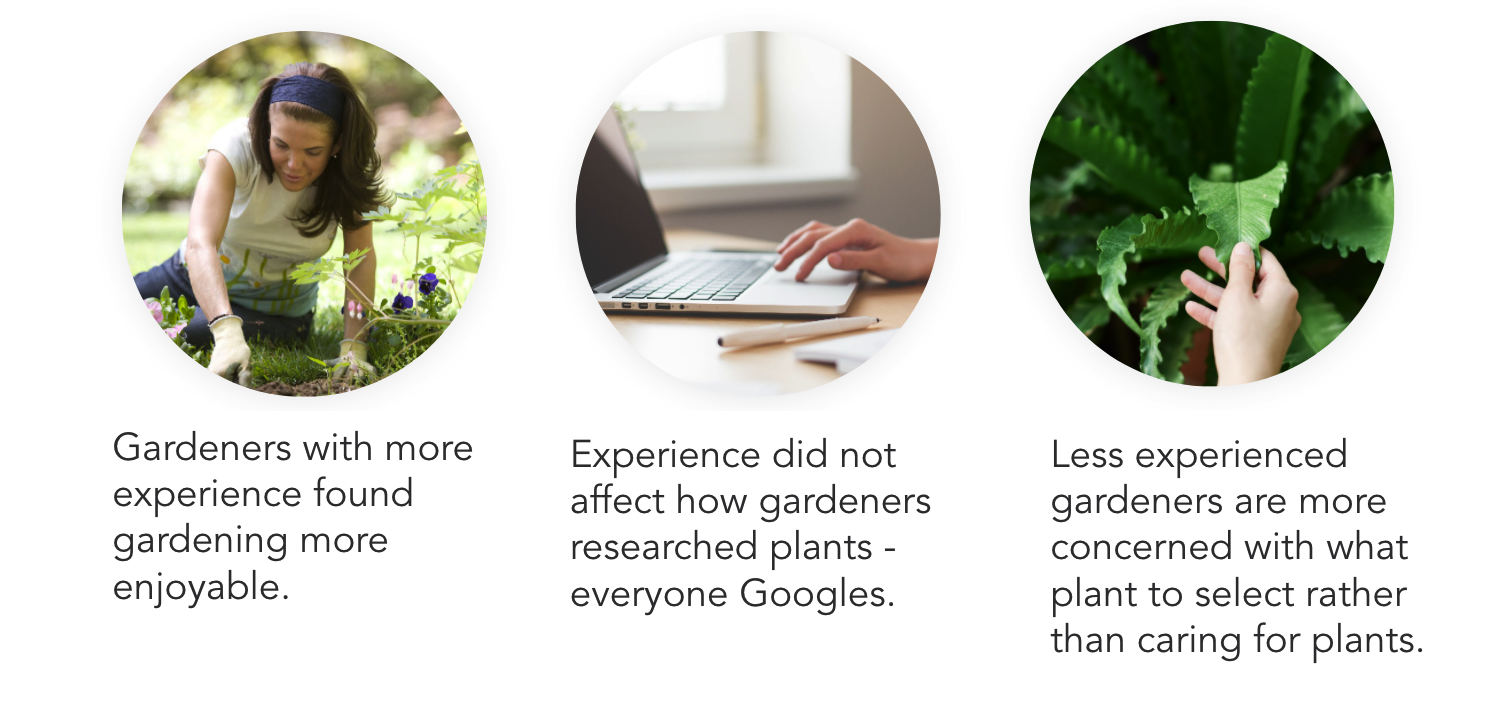 Gardeners with more
experience found
gardening more
enjoyable.
Experience did not
affect how gardeners
researched plants -
everyone Googles.
Less experienced
gardeners are more
concerned with what
plant to select rather
than caring for plants.